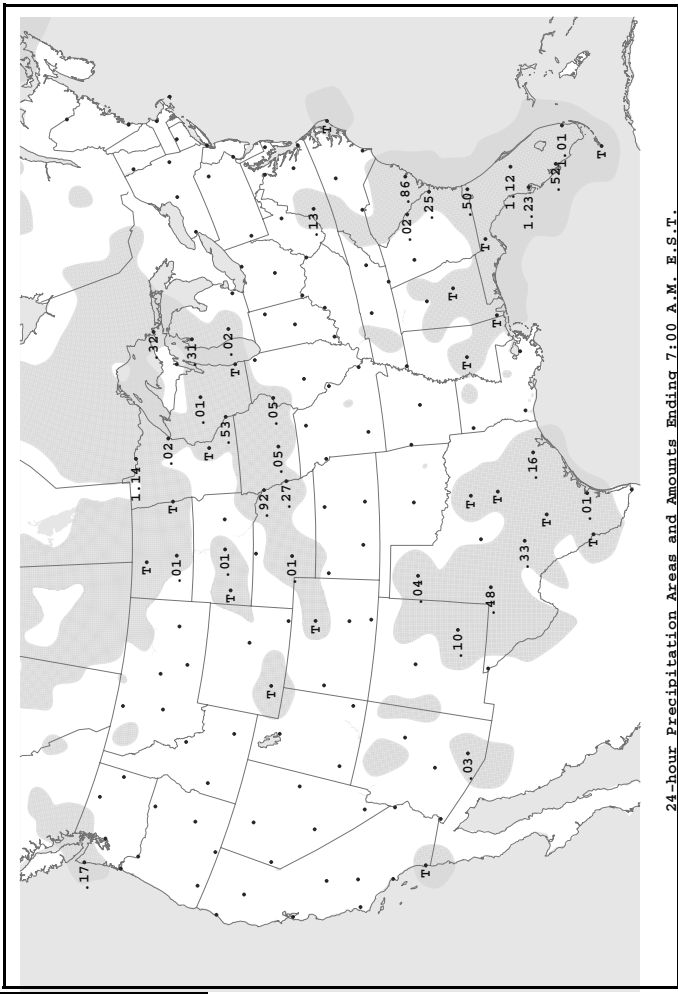 .17
1.14
T
.32
.02
T
.01
.31
.01
T
.01
.53
.02
T
T
.92
T
.05
.05
.27
.01
.13
T
T
.86
.02
.04
T
.25
T
.10
.50
T
.03
T
T
.48
T
T
1.12
.33
1.23
.16
T
.52
1.01
.01
T
T
24-hour Precipitation Areas and Amounts Ending 7:00 A.M. E.S.T.